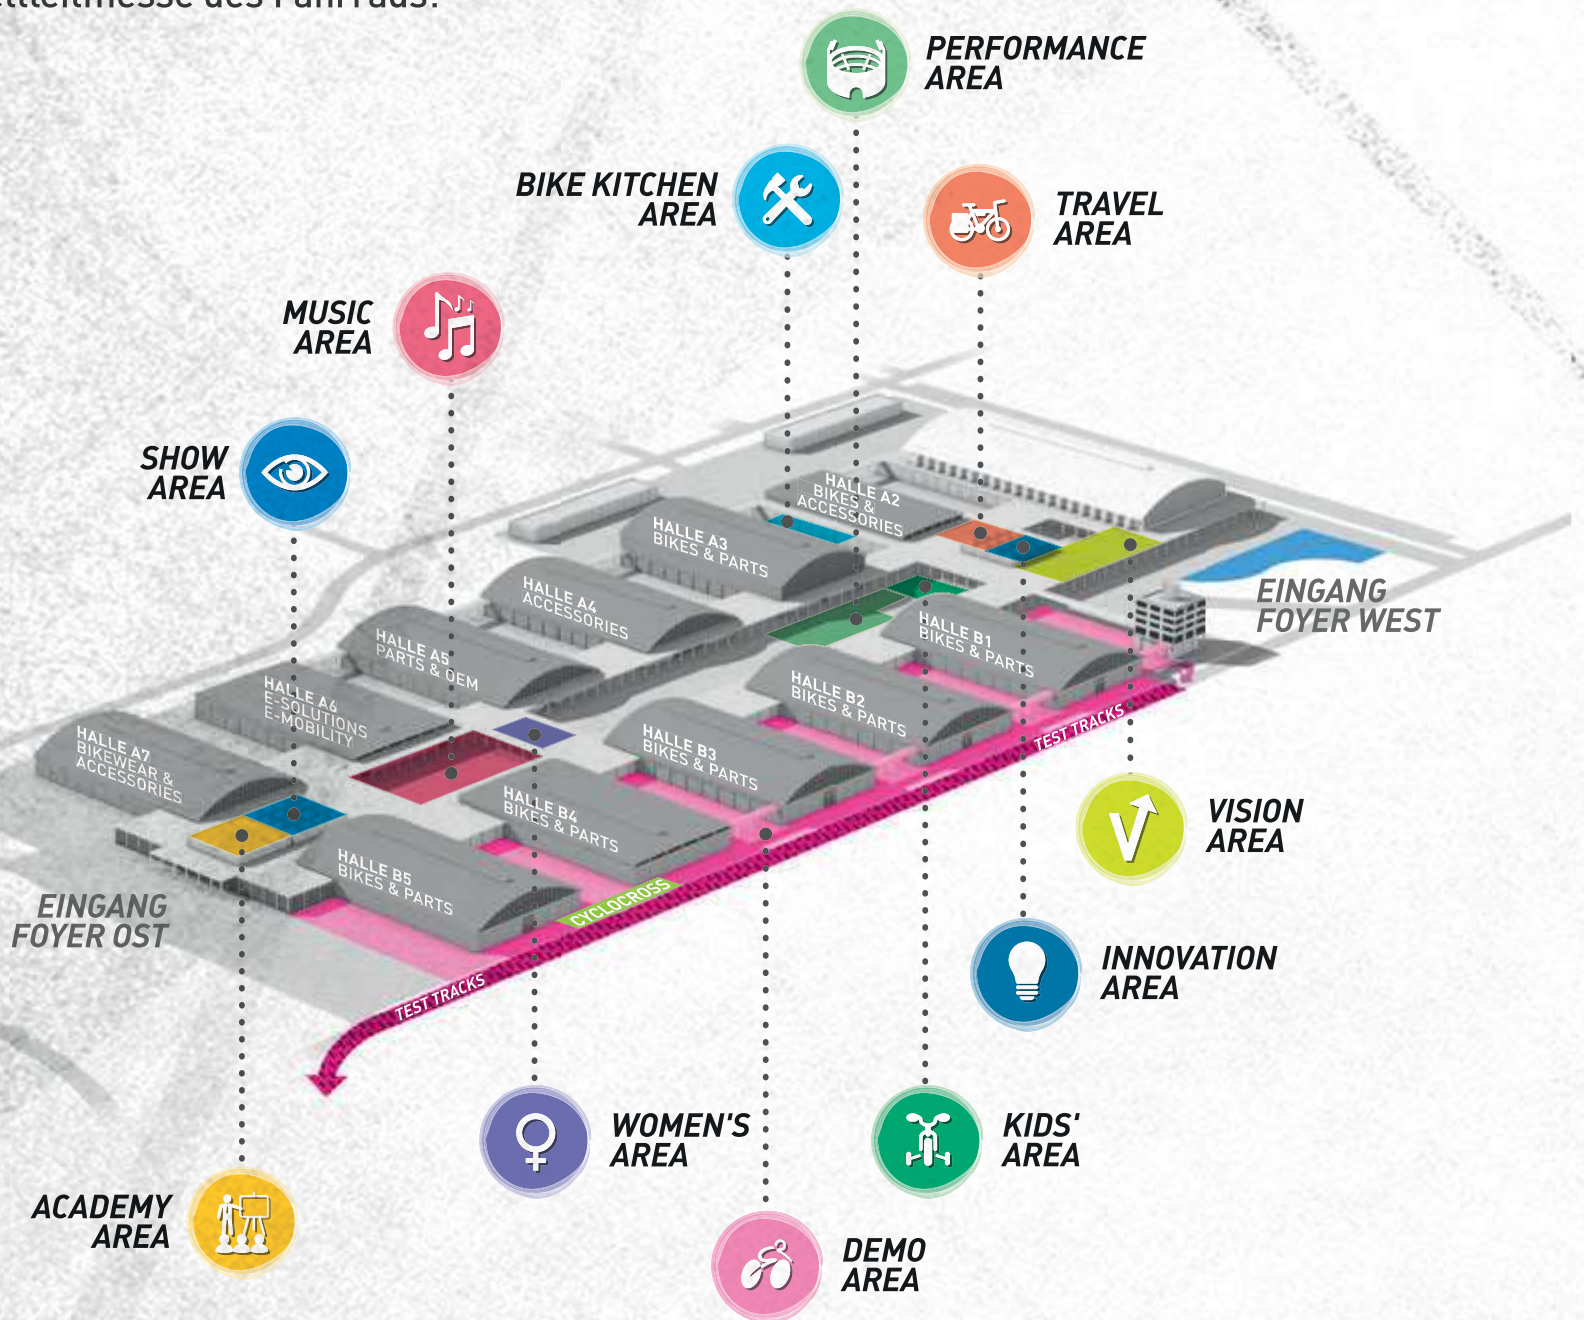 des Fahrrads.
PERFORMANCE
AREA
BIKE KITCHEN
AREA
TRAVEL
AREA
MUSIC
AREA
SHOW
AREA
HALLE A2
BIKES &
ACCESSORIES
HALLE A3
BIKES & PARTS
HALLE A4
ACCESSORIES
HALLE A5
PARTS & OEM
HALLE A6
E-SOLUTIONS
E-MOBILITY
HALLE A7
BIKEWEAR &
ACCESSORIES
HALLE B1
BIKES & PARTS
HALLE B2
BIKES & PARTS
HALLE B3
BIKES & PARTS
HALLE B4
BIKES & PARTS
HALLE B5
BIKES & PARTS
EINGANG
FOYER WEST
TEST TRACKS
VISION
AREA
CYCLOCROSS
EINGANG
FOYER OST
TEST TRACKS
INNOVATION
AREA
WOMEN'S
AREA
KIDS'
AREA
ACADEMY
AREA
DEMO
AREA